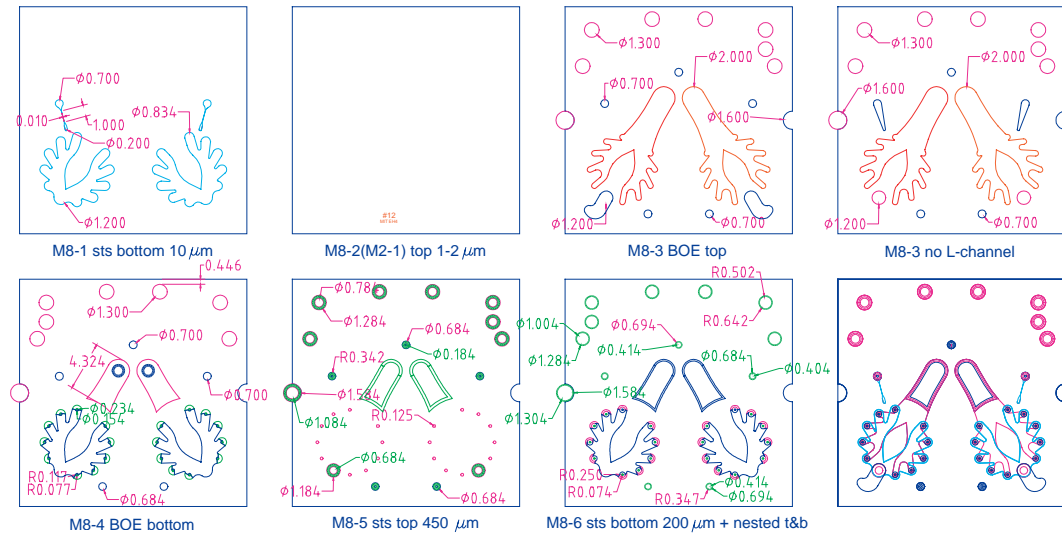 φ0.700
φ0.834
0.010
1.000
φ0.200
φ1.200
M8-1 sts bottom 10 μm
#12
M8-2(M2-1) top 1-2 μm
φ1.300
φ2.000
φ0.700
φ1.600
φ1.200
φ0.700
M8-3 BOE top
φ1.300
φ2.000
φ1.600
φ1.200
φ0.700
M8-3 no L-channel
0.446
φ1.300
φ0.700
4.324
φ0.700
φ0.234
φ0.154
R0.117
R0.077
φ0.684
M8-4 BOE bottom
φ0.784
φ1.284
φ0.684
φ0.184
R0.342
φ1.584
R0.125
φ1.084
φ0.684
φ1.184
φ0.684
M8-5 sts top 450 μm
R0.502
R0.642
φ1.004
φ0.694
φ1.284
φ0.414
φ0.684
φ0.404
φ1.584
φ1.304
R0.250
R0.074
φ0.414
R0.347
φ0.694
M8-6 sts bottom 200 μm + nested t&b